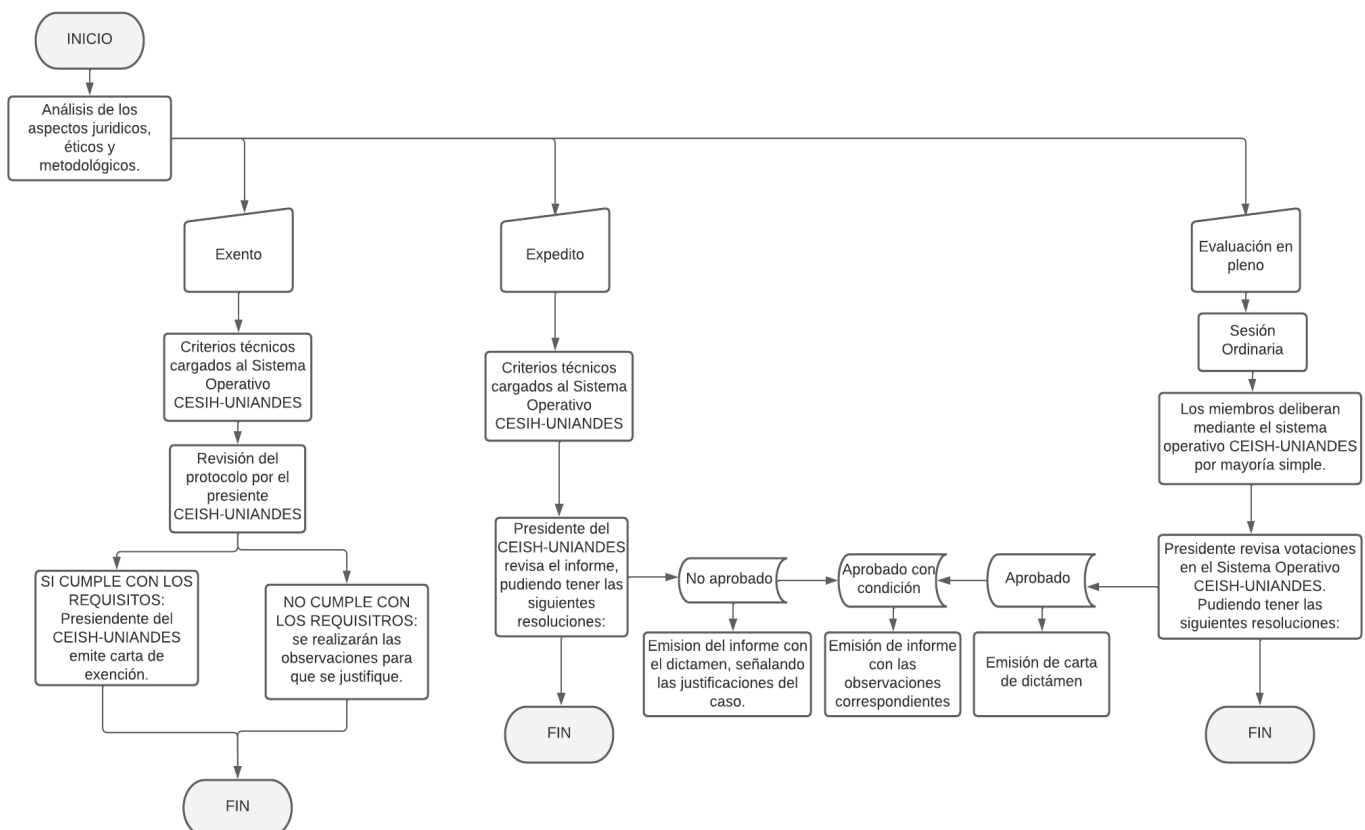 INICIO
Análisis de los
aspectos juridicos,
éticos y
metodológicos.
Exento
Criterios técnicos
cargados al Sistema
Operativo
CESIH-UNIANDES
Revisión del
protocolo por el
presiente
CEISH-UNIANDES
SI CUMPLE CON LOS
REQUISITOS:
Presiendente del
CEISH-UNIANDES
emite carta de
exención.
NO CUMPLE CON
LOS REQUISITROS:
se realizarán las
observaciones para
que se justifique.
FIN
Expedito
Criterios técnicos
cargados al Sistema
Operativo
CESIH-UNIANDES
Presidente del
CEISH-UNIANDES
revisa el informe,
pudiendo tener las
siguientes
resoluciones:
FIN
No aprobado
Emision del informe con
el dictamen, señalando
las justificaciones del
caso.
Aprobado con
condición
Emisión de informe
con las
observaciones
correspondientes
Aprobado
Emisión de carta
de dictámen
Evaluación en
pleno
Sesión
Ordinaria
Los miembros deliberan
mediante el sistema
operativo CEISH-UNIANDES
por mayoría simple.
Presidente revisa votaciones
en el Sistema Operativo
CEISH-UNIANDES.
Pudiendo tener las
siguientes resoluciones:
FIN